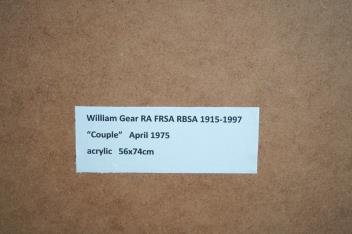 William Gear RA FRSA RBSA 1915-1997
“Couple”   April 1975
acrylic   56x74cm